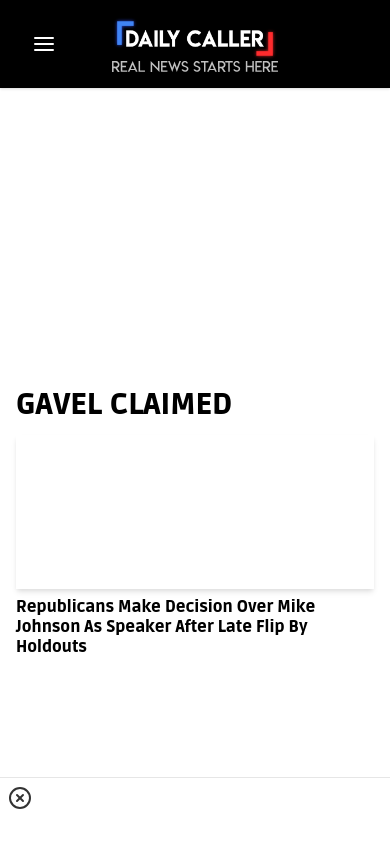 DAILY CALLER
REAL NEWS STARTS HERE
GAVEL CLAIMED
Republicans Make Decision Over Mike
Johnson As Speaker After Late Flip By
Holdouts